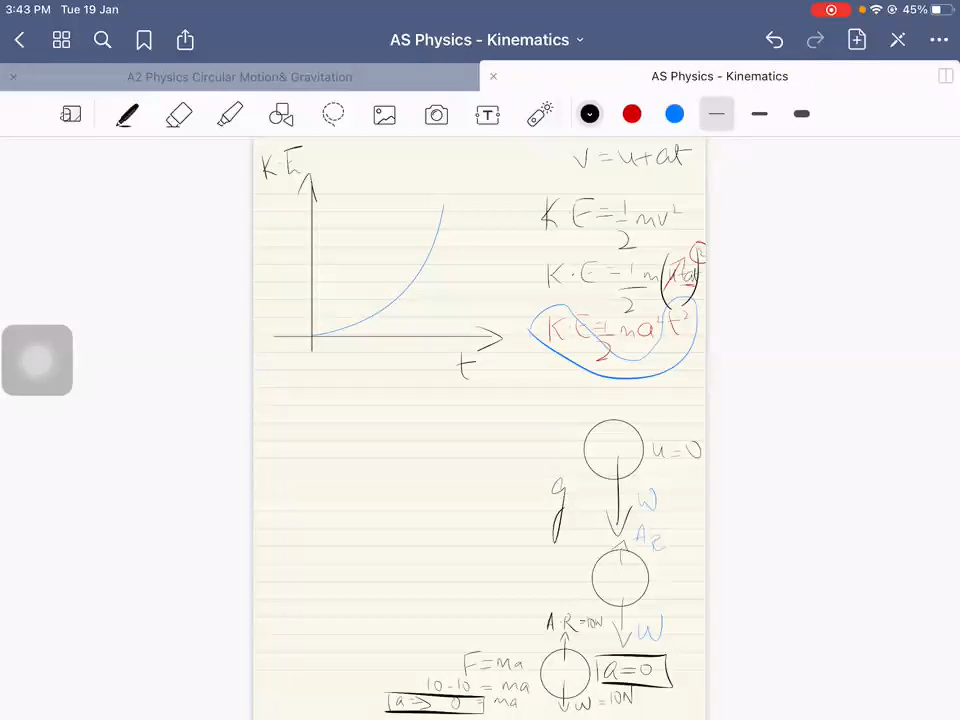 3:43 PM Tue 19 Jan 45%
AS Physics - Kinematics
A2 Physics Circular Motion& Gravitation
AS Physics - Kinematics
K.E
t
v = u+at
K.E = 1/2 mv²
K.E = 1/2 m(u+at)²
K.E = 1/2 ma²t²
u = 0
g
W
A R
W
A.R = 10N
F = ma
10-10 = ma
a => 0 = ma
a = 0
W = 10N